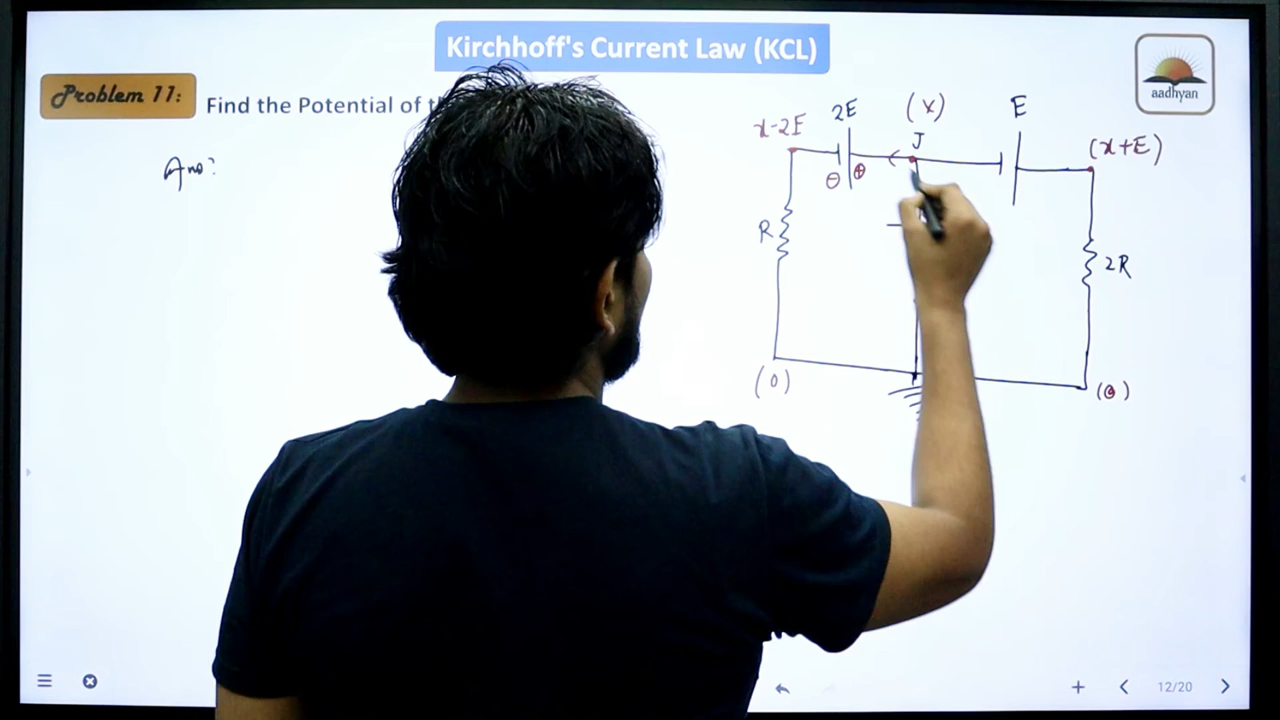 Kirchhoff's Current Law (KCL)
Problem 11:
Find the Potential of
aadhyan
Ans:
x-2E
2E
(x)
J
E
(x+E)
⊖
⊕
R
2R
(0)
(0)
12/20